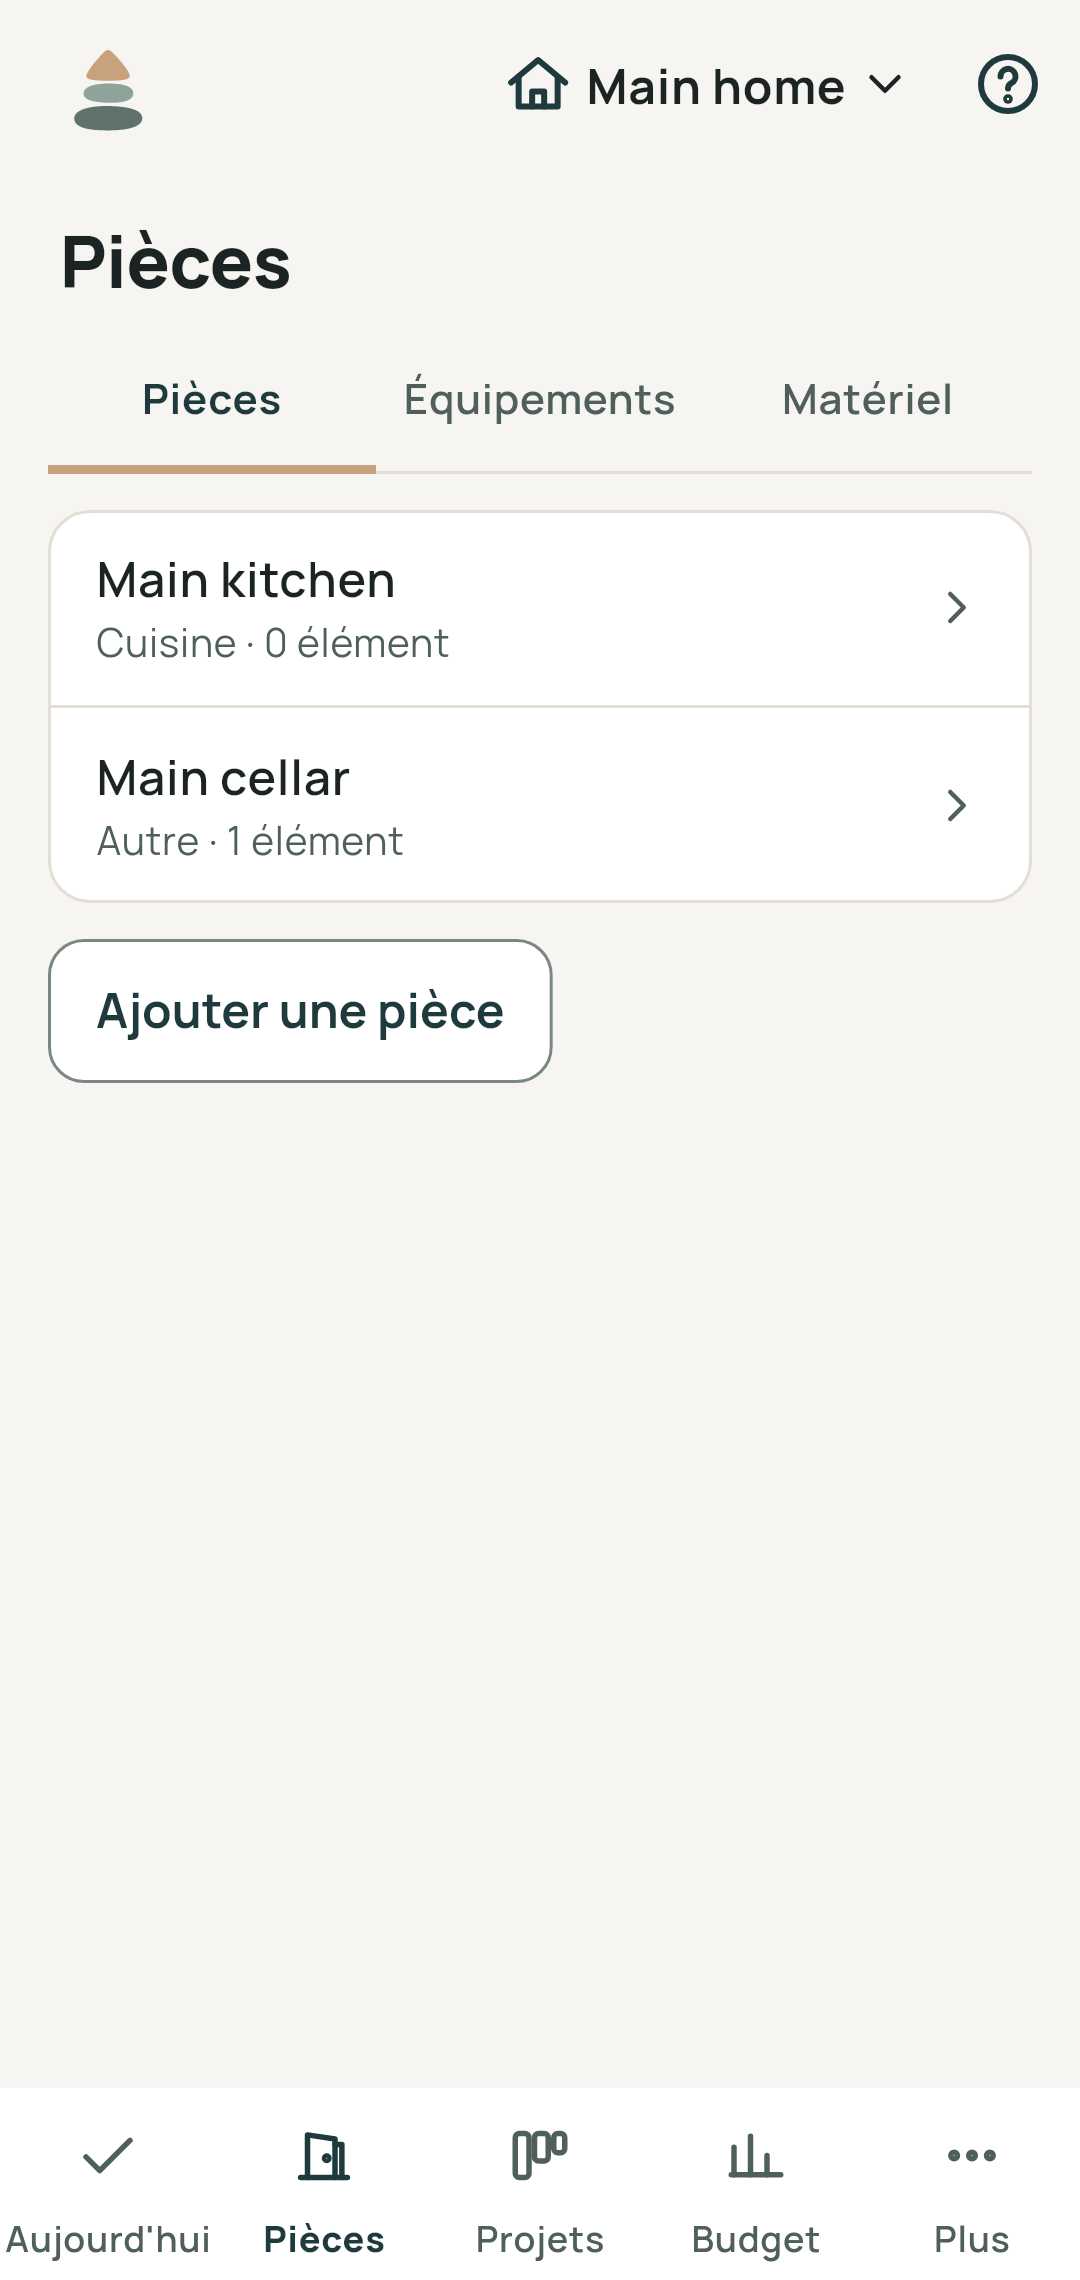 Main home
Pièces
Pièces Équipements Matériel
Main kitchen
Cuisine · 0 élément
Main cellar
Autre · 1 élément
Ajouter une pièce
Aujourd'hui Pièces Projets Budget Plus